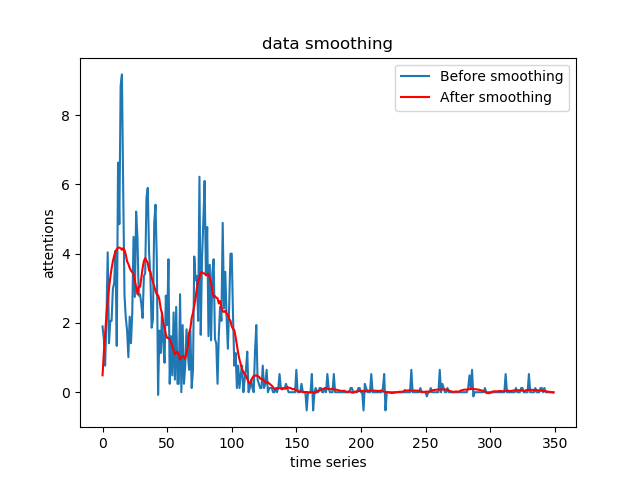 data smoothing
Before smoothing
After smoothing
8
6
4
2
0
attentions
0 50 100 150 200 250 300 350
time series